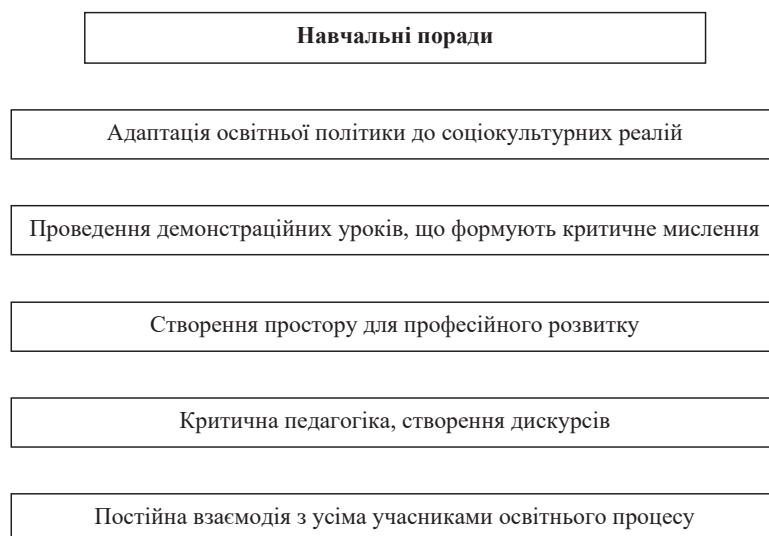 Навчальні поради
Адаптація освітньої політики до соціокультурних реалій
Проведення демонстраційних уроків, що формують критичне мислення
Створення простору для професійного розвитку
Критична педагогіка, створення дискурсів
Постійна взаємодія з усіма учасниками освітнього процесу